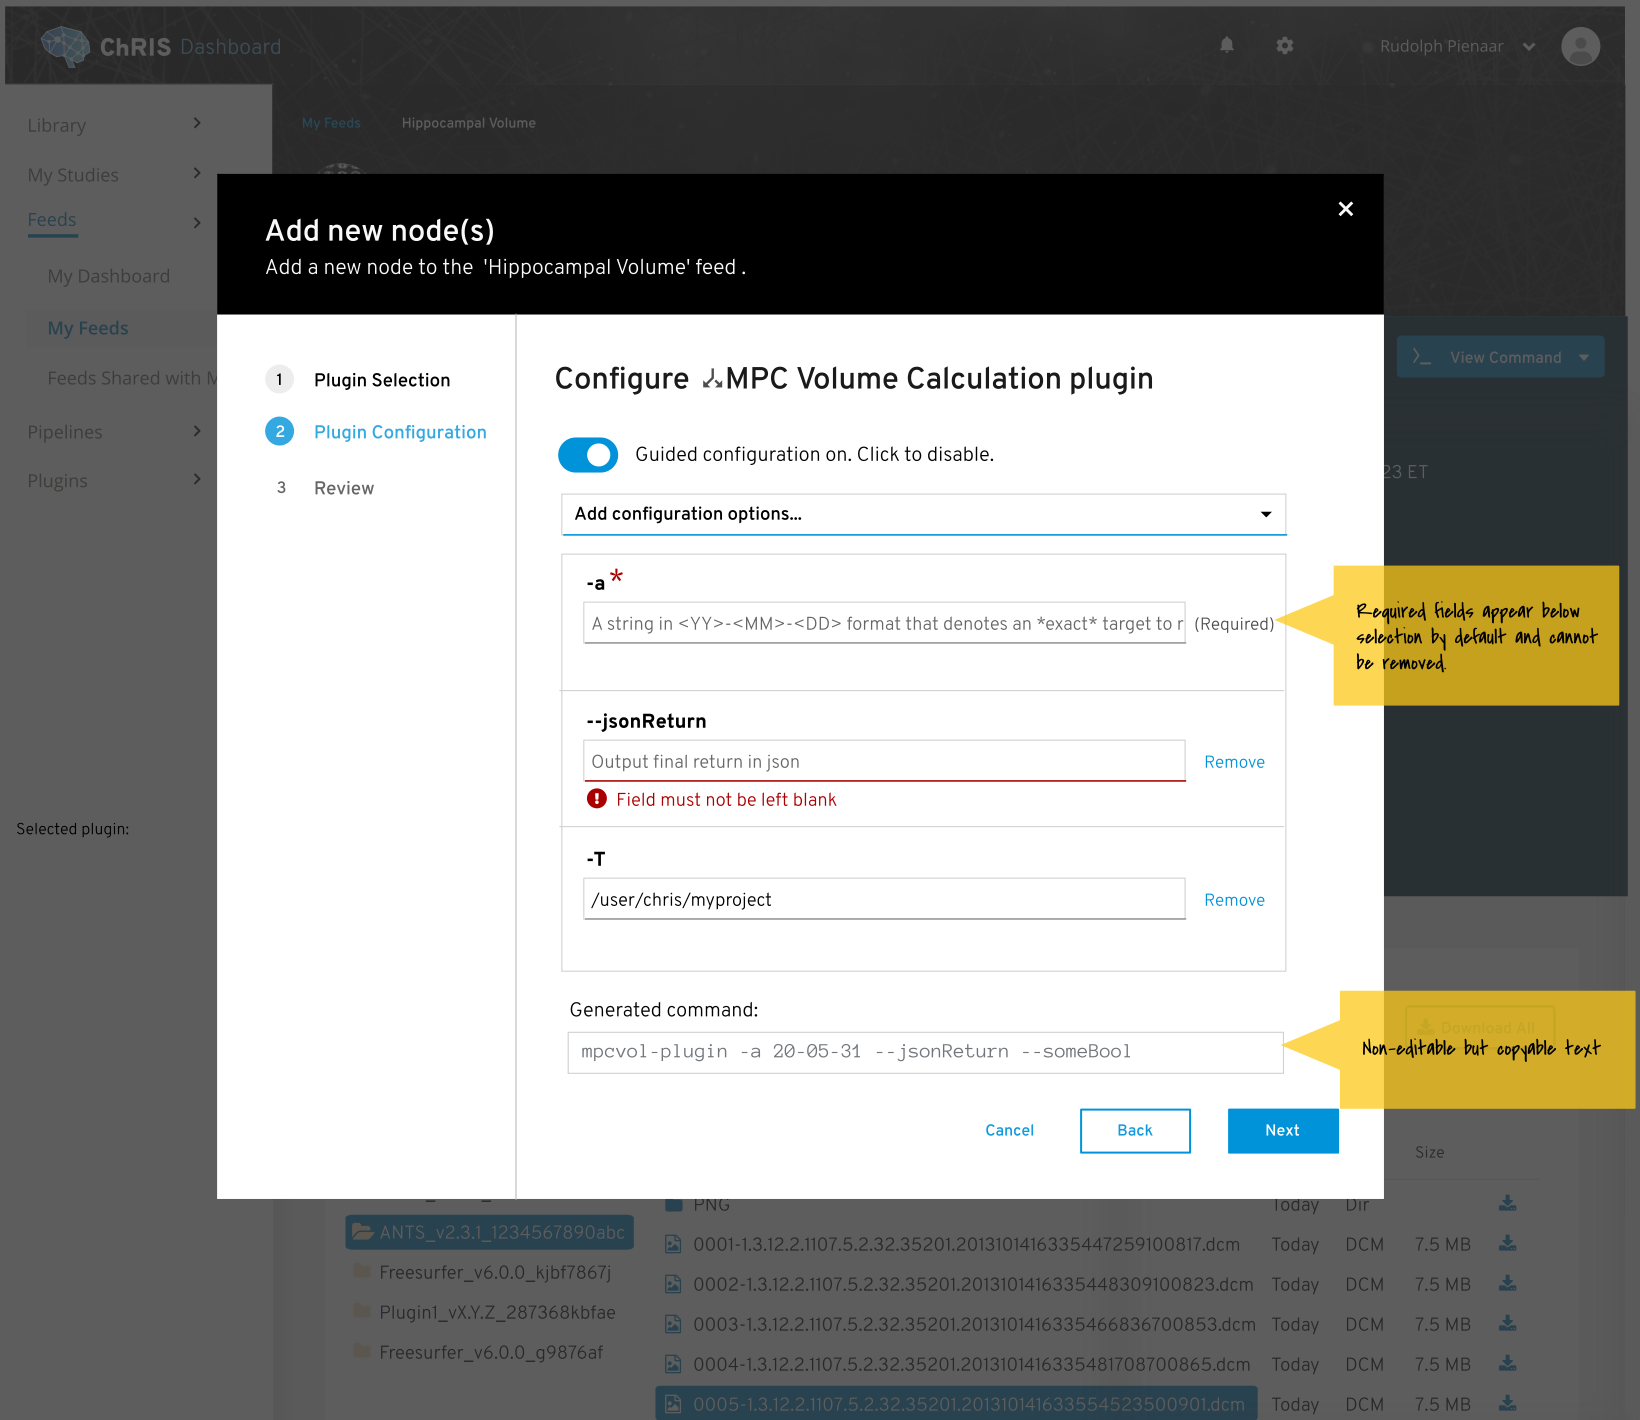 ChRIS Dashboard
Rudolph Pienaar
Library
My Studies
Feeds
My Dashboard
My Feeds
Feeds Shared with M
Pipelines
Plugins
Selected plugin:
My Feeds
Hippocampal Volume
View Command
23 ET
Add new node(s)
Add a new node to the 'Hippocampal Volume' feed .
1 Plugin Selection
2 Plugin Configuration
3 Review
Configure MPC Volume Calculation plugin
Guided configuration on. Click to disable.
Add configuration options...
-a*
A string in <YY>-<MM>-<DD> format that denotes an *exact* target to r
(Required)
Required fields appear below
selection by default and cannot
be removed.
--jsonReturn
Output final return in json
Remove
Field must not be left blank
-T
/user/chris/myproject
Remove
Generated command:
mpcvol-plugin -a 20-05-31 --jsonReturn --someBool
Download All
Non-editable but copyable text
Cancel
Back
Next
Size
PNG Today Dir
ANTS_v2.3.1_1234567890abc
Freesurfer_v6.0.0_kjbf7867j
Plugin1_vX.Y.Z_287368kbfae
Freesurfer_v6.0.0_g9876af
0001-1.3.12.2.1107.5.2.32.35201.2013101416335447259100817.dcm Today DCM 7.5 MB
0002-1.3.12.2.1107.5.2.32.35201.2013101416335448309100823.dcm Today DCM 7.5 MB
0003-1.3.12.2.1107.5.2.32.35201.2013101416335466836700853.dcm Today DCM 7.5 MB
0004-1.3.12.2.1107.5.2.32.35201.2013101416335481708700865.dcm Today DCM 7.5 MB
0005-1.3.12.2.1107.5.2.32.35201.2013101416335545235​00901.dcm Today DCM 7.5 MB